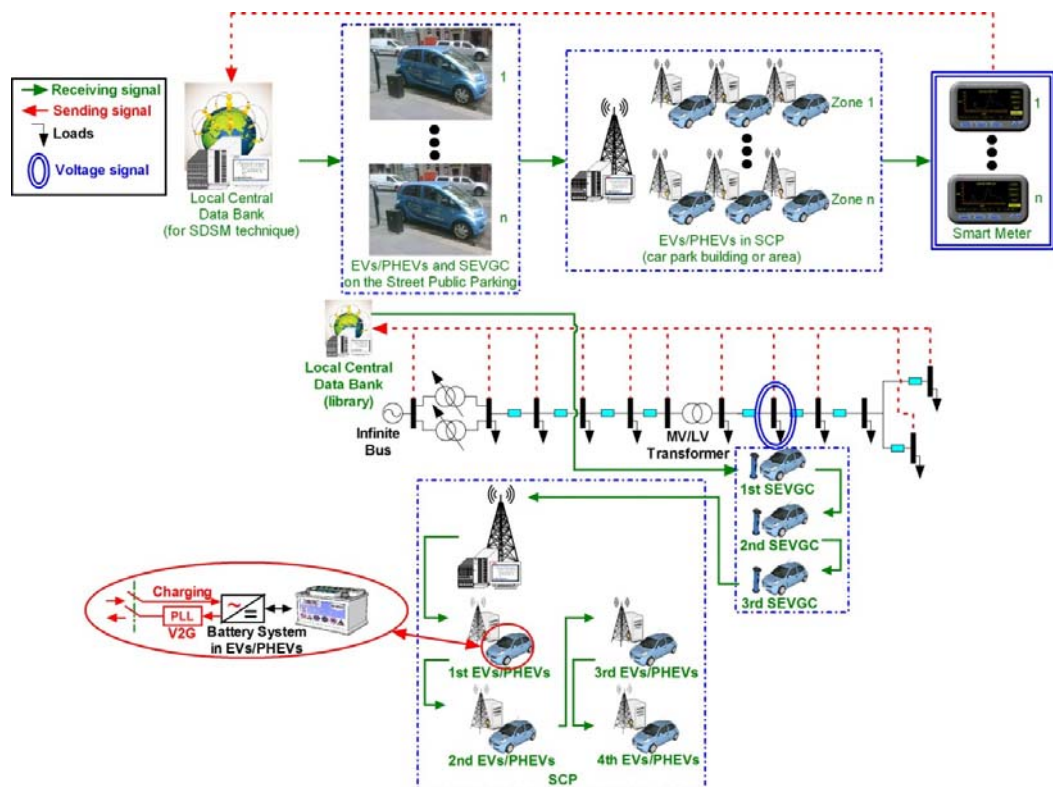 Receiving signal
Sending signal
Loads
Voltage signal
Local Central
Data Bank
(for SDSM technique)
1
n
EVs/PHEVs and SEVGC
on the Street Public Parking
Zone 1
Zone n
EVs/PHEVs in SCP
(car park building or area)
1
n
Smart Meter
Local Central
Data Bank
(library)
Infinite
Bus
MV/LV
Transformer
1st SEVGC
2nd SEVGC
3rd SEVGC
Charging
PLL
V2G
Battery System
in EVs/PHEVs
1st EVs/PHEVs
3rd EVs/PHEVs
2nd EVs/PHEVs
4th EVs/PHEVs
SCP